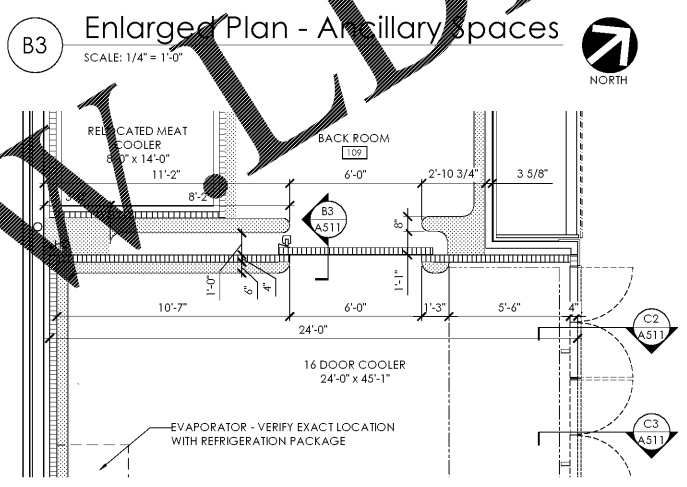 B3
Enlarged Plan - Ancillary Spaces
SCALE: 1/4" = 1'-0"
NORTH
RELOCATED MEAT
COOLER
8'-0" x 14'-0"
BACK ROOM
109
11'-2"
6'-0"
2'-10 3/4"
3 5/8"
8'-2"
B3
A511
8"
1'-0"
6"
4"
1'-1"
10'-7"
6'-0"
1'-3"
5'-6"
4"
24'-0"
C2
A511
16 DOOR COOLER
24'-0" x 45'-1"
EVAPORATOR - VERIFY EXACT LOCATION
WITH REFRIGERATION PACKAGE
C3
A511